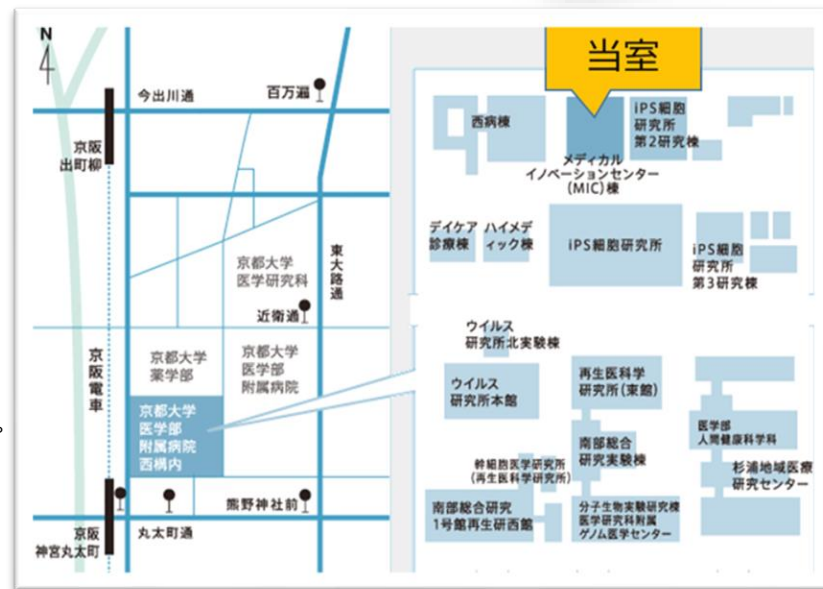 N
今出川通
百万遍
京阪
出町柳
東大路通
京都大学
医学研究科
近衛通
京阪電車
京都大学
薬学部
京都大学
医学部
附属病院
京都大学
医学部
附属病院
西構内
熊野神社前
京阪
神宮丸太町
丸太町通
当室
西病棟
iPS細胞
研究所
第2研究棟
メディカル
イノベーションセンター
(MIC)棟
デイケア
診療棟
ハイメデ
ィック棟
iPS細胞研究所
iPS細胞
研究所
第3研究棟
ウイルス
研究所北実験棟
ウイルス
研究所本館
再生医科学
研究所(東館)
医学部
人間健康科学科
南部総合
研究実験棟
幹細胞医学研究所
(再生医科学研究所)
杉浦地域医療
研究センター
南部総合研究
1号館再生研西館
分子生物実験研究棟
医学研究科附属
ゲノム医学センター
。